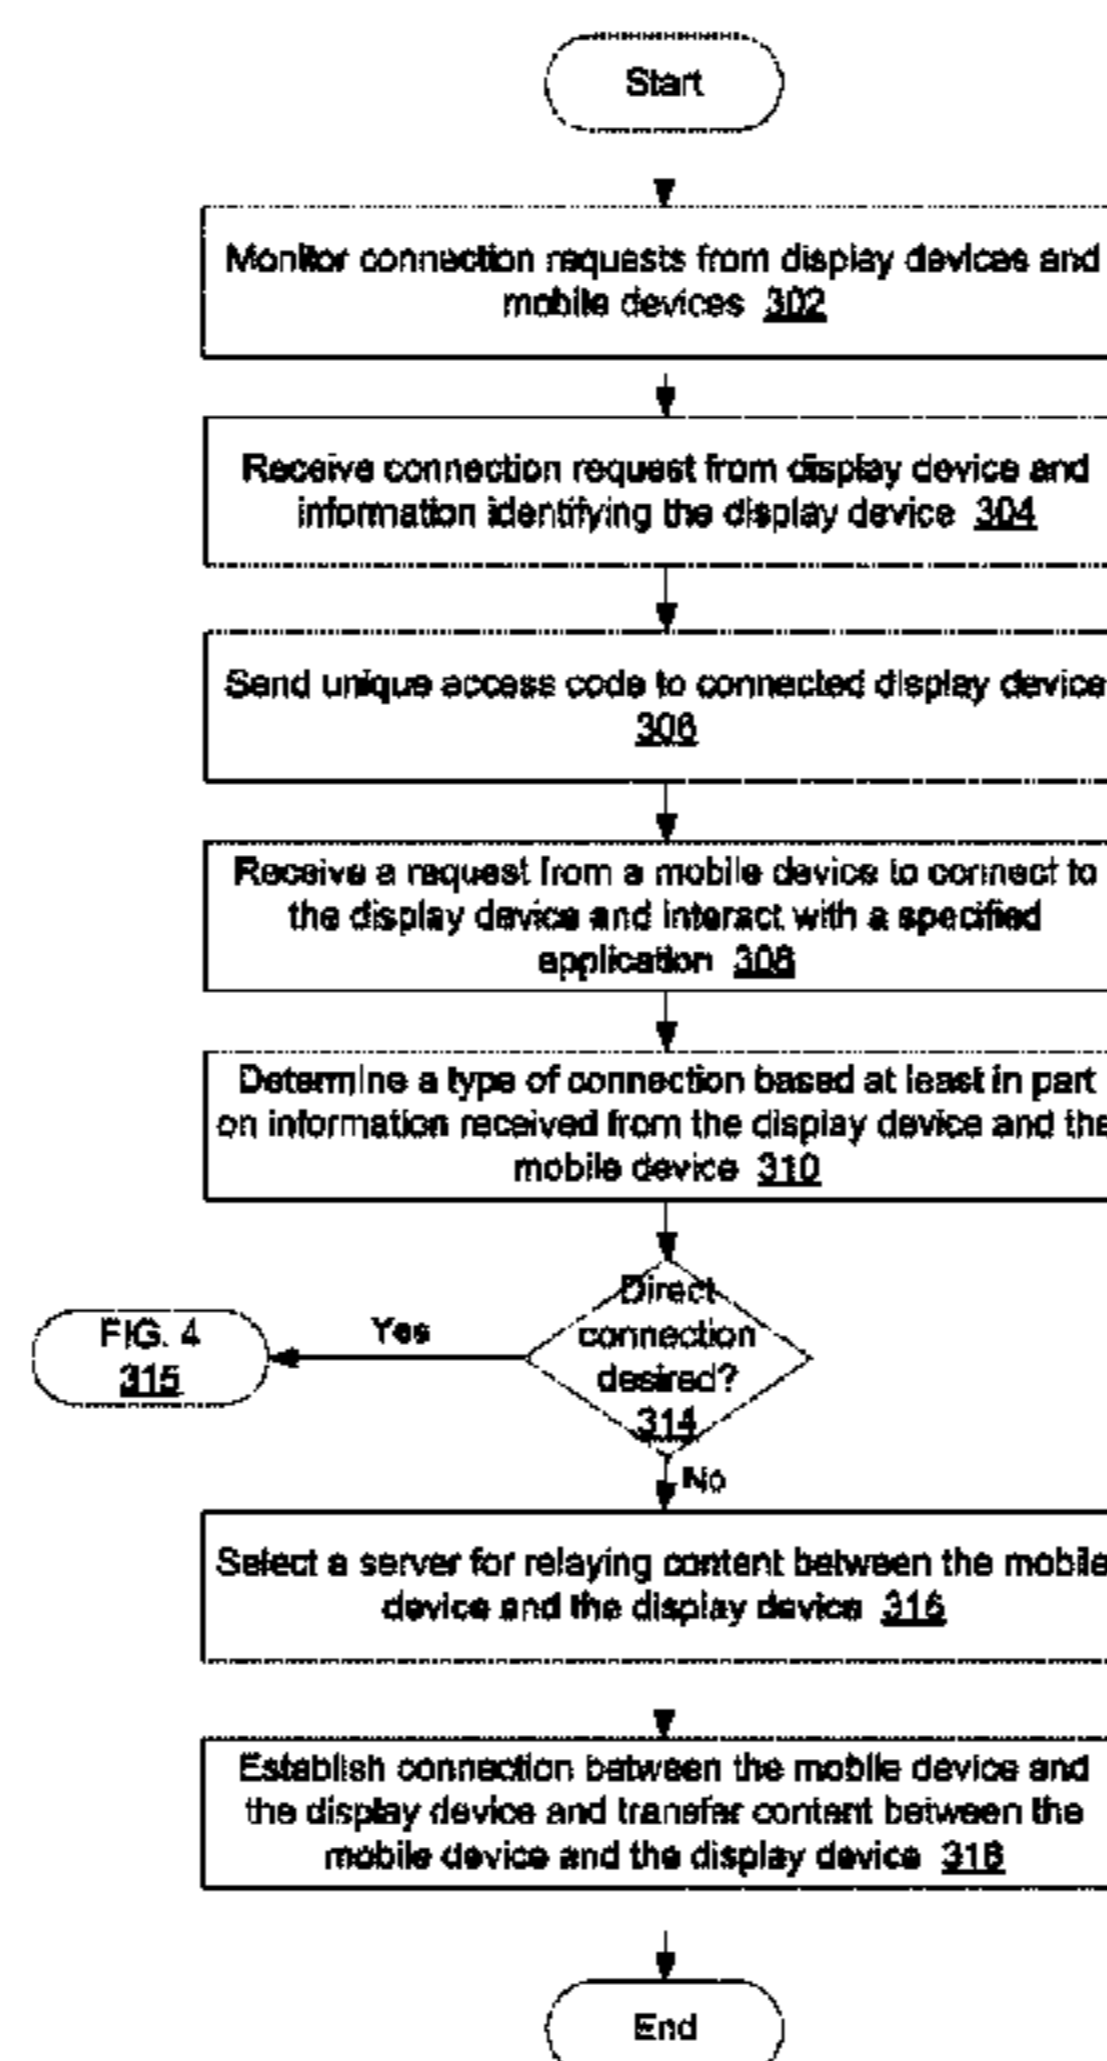 Start
Monitor connection requests from display devices and
mobile devices 302
Receive connection request from display device and
information identifying the display device 304
Send unique access code to connected display device
306
Receive a request from a mobile device to connect to
the display device and interact with a specified
application 308
Determine a type of connection based at least in part
on information received from the display device and the
mobile device 310
Direct
connection
desired?
314
Yes
FIG. 4
315
No
Select a server for relaying content between the mobile
device and the display device 316
Establish connection between the mobile device and
the display device and transfer content between the
mobile device and the display device 318
End